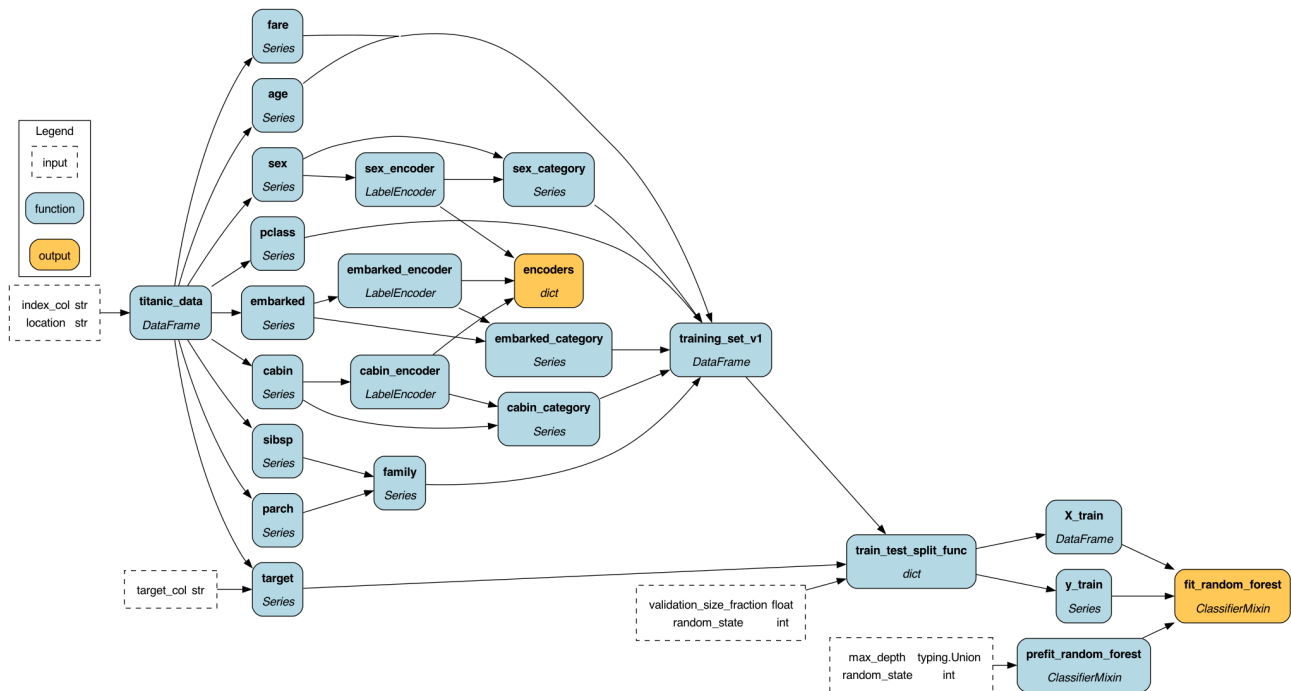 Legend
input
function
output
index_col str
location str
titanic_data
DataFrame
fare
Series
age
Series
sex
Series
pclass
Series
embarked
Series
cabin
Series
sibsp
Series
parch
Series
target_col str
target
Series
sex_encoder
LabelEncoder
embarked_encoder
LabelEncoder
cabin_encoder
LabelEncoder
family
Series
sex_category
Series
encoders
dict
embarked_category
Series
cabin_category
Series
training_set_v1
DataFrame
validation_size_fraction float
random_state int
train_test_split_func
dict
max_depth typing.Union
random_state int
X_train
DataFrame
y_train
Series
prefit_random_forest
ClassifierMixin
fit_random_forest
ClassifierMixin